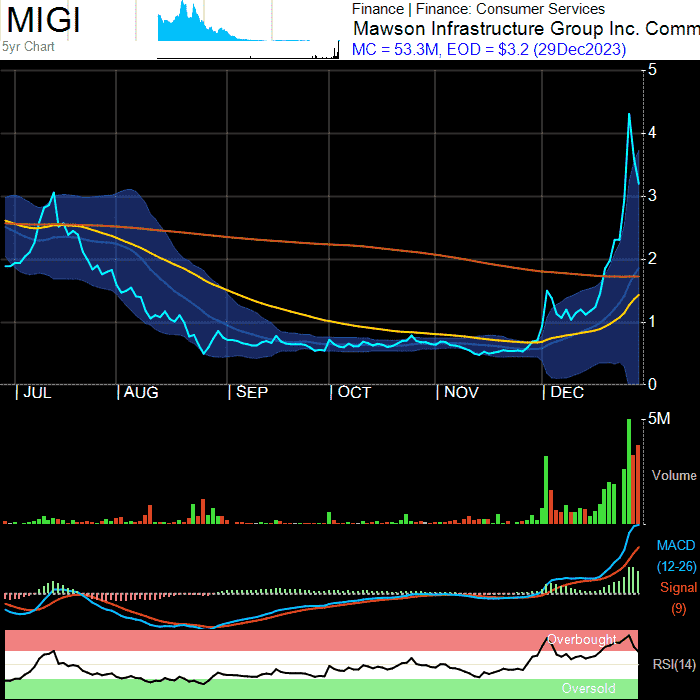 MIGI
5yr Chart
Finance | Finance: Consumer Services
Mawson Infrastructure Group Inc. Comm
MC = 53.3M, EOD = $3.2 (29Dec2023)
5
4
3
2
1
0
| JUL | AUG | SEP | OCT | NOV | DEC
5M
Volume
MACD
(12-26)
Signal
(9)
Overbought
RSI(14)
Oversold